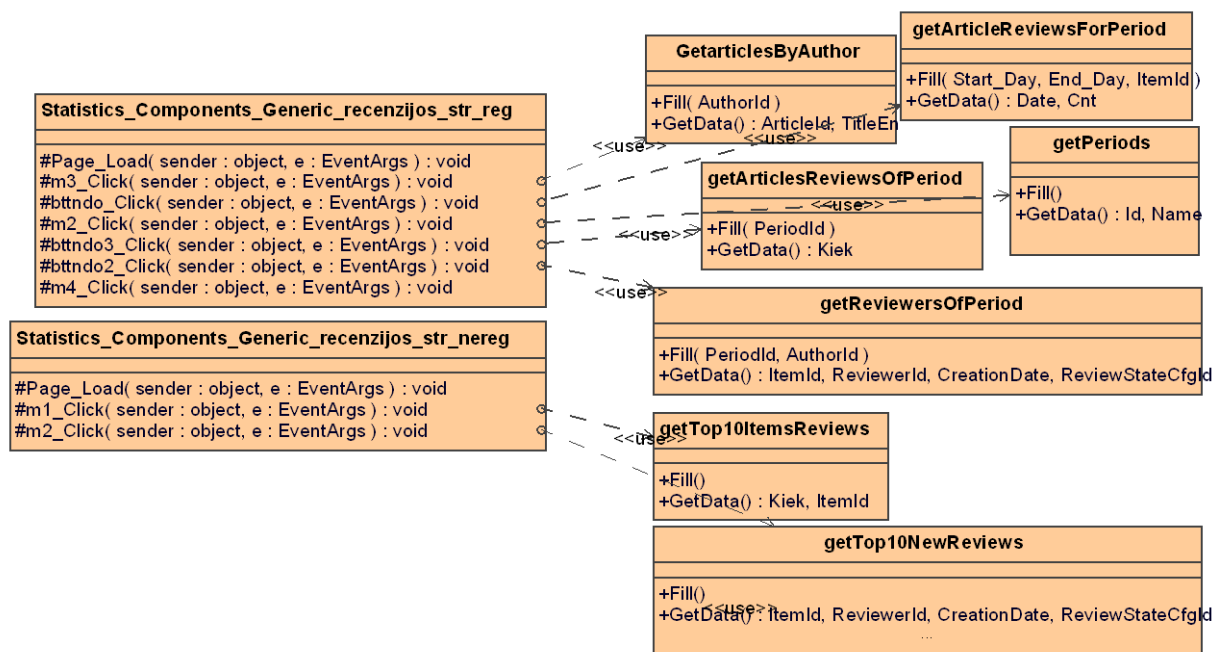 Statistics_Components_Generic_recenzijos_str_reg
#Page_Load( sender : object, e : EventArgs ) : void
#m3_Click( sender : object, e : EventArgs ) : void
#bttndo_Click( sender : object, e : EventArgs ) : void
#m2_Click( sender : object, e : EventArgs ) : void
#bttndo3_Click( sender : object, e : EventArgs ) : void
#bttndo2_Click( sender : object, e : EventArgs ) : void
#m4_Click( sender : object, e : EventArgs ) : void
Statistics_Components_Generic_recenzijos_str_nereg
#Page_Load( sender : object, e : EventArgs ) : void
#m1_Click( sender : object, e : EventArgs ) : void
#m2_Click( sender : object, e : EventArgs ) : void
GetarticlesByAuthor
+Fill( AuthorId )
+GetData() : ArticleId, TitleEn
getArticleReviewsForPeriod
+Fill( Start_Day, End_Day, ItemId )
+GetData() : Date, Cnt
<<use>>
<<use>>
getPeriods
+Fill()
+GetData() : Id, Name
getArticlesReviewsOfPeriod
<<use>>
+Fill( PeriodId )
+GetData() : Kiek
<<use>>
<<use>>
getReviewersOfPeriod
+Fill( PeriodId, AuthorId )
+GetData() : ItemId, ReviewerId, CreationDate, ReviewStateCfgId
getTop10ItemsReviews
<<use>>
+Fill()
+GetData() : Kiek, ItemId
getTop10NewReviews
+Fill()
+GetData() : ItemId, ReviewerId, CreationDate, ReviewStateCfgId
<<use>>
...